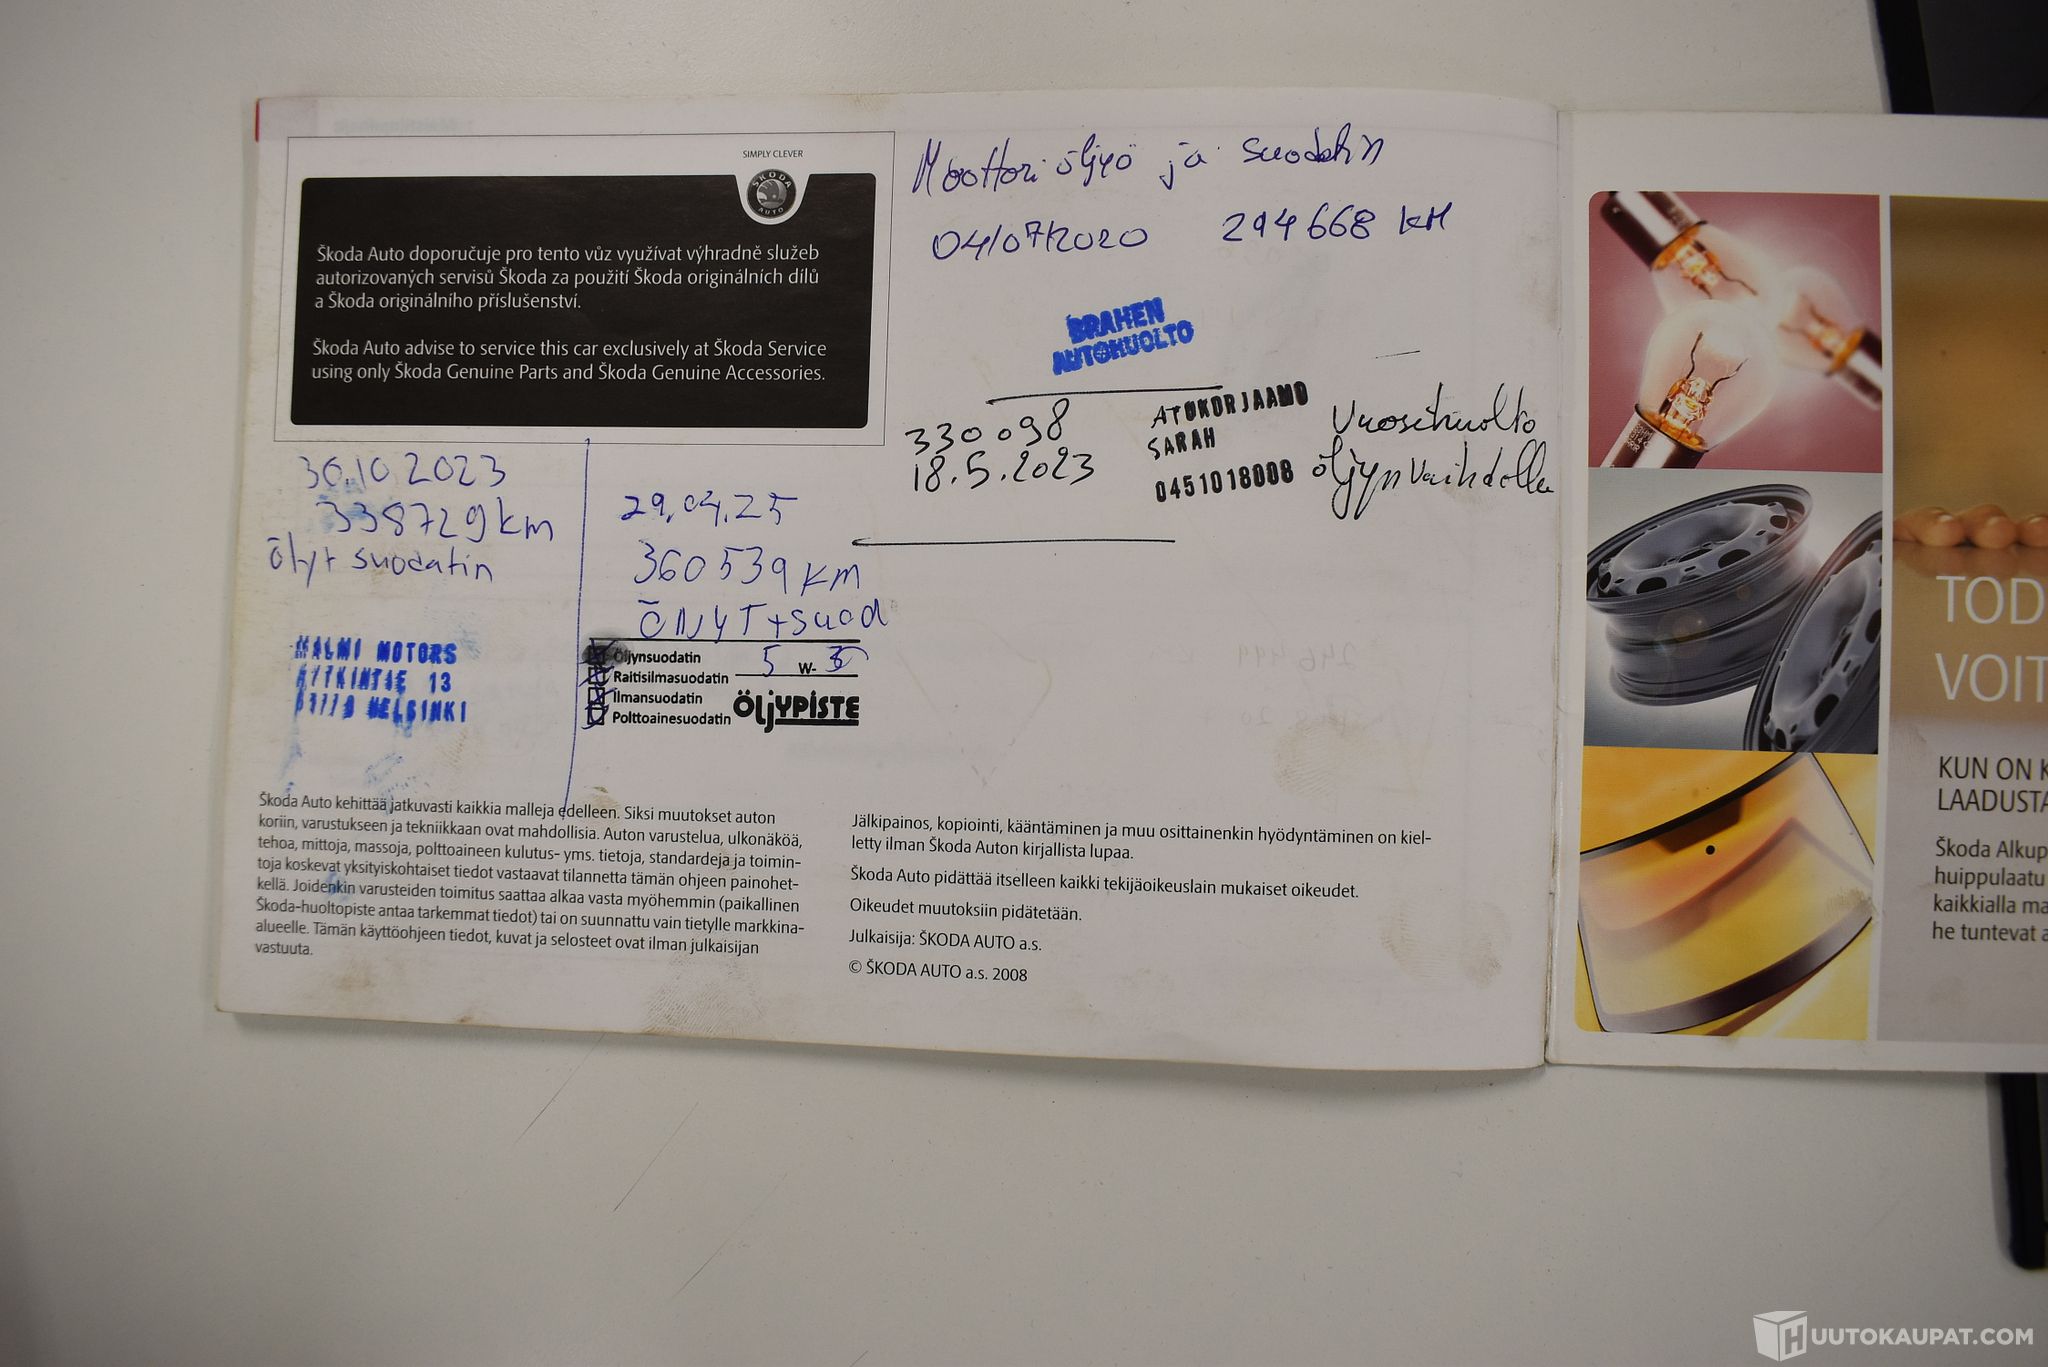 SIMPLY CLEVER
ŠKODA
AUTO
Škoda Auto doporučuje pro tento vůz využívat výhradně služeb
autorizovaných servisů Škoda za použití Škoda originálních dílů
a Škoda originálního příslušenství.
Škoda Auto advise to service this car exclusively at Škoda Service
using only Škoda Genuine Parts and Škoda Genuine Accessories.
Moottori öljyö ja suodatin
04/07/2020 294668 KM
BRAHEN
AUTOHUOLTO
330 098
18.5.2023
ATUKORJAAMO
SARAH
0451018008
Vuosihuolto
öljynvaihdolla
30.10 2023
338729 km
öljyt suodatin
MALMI MOTORS
13
HELSINKI
29.04.25
360539 KM
ÖljYT+suod
Öljynsuodatin
Raitisilmasuodatin
Ilmansuodatin
Polttoainesuodatin
5 W-
ÖljYPISTE
Škoda Auto kehittää jatkuvasti kaikkia malleja edelleen. Siksi muutokset auton
koriin, varustukseen ja tekniikkaan ovat mahdollisia. Auton varustelua, ulkonäköä,
tehoa, mittoja, massoja, polttoaineen kulutus- yms. tietoja, standardeja ja toimin-
toja koskevat yksityiskohtaiset tiedot vastaavat tilannetta tämän ohjeen painohet-
kellä. Joidenkin varusteiden toimitus saattaa alkaa vasta myöhemmin (paikallinen
Škoda-huoltopiste antaa tarkemmat tiedot) tai on suunnattu vain tietylle markkina-
alueelle. Tämän käyttöohjeen tiedot, kuvat ja selosteet ovat ilman julkaisijan
vastuuta.
Jälkipainos, kopiointi, kääntäminen ja muu osittainenkin hyödyntäminen on kiel-
letty ilman Škoda Auton kirjallista lupaa.
Škoda Auto pidättää itselleen kaikki tekijäoikeuslain mukaiset oikeudet.
Oikeudet muutoksiin pidätetään.
Julkaisija: ŠKODA AUTO a.s.
© ŠKODA AUTO a.s. 2008
TOD
VOIT
KUN ON K
LAADUSTA
Škoda Alkup
huippulaatu
kaikkialla ma
he tuntevat a
HUUTOKAUPAT.COM